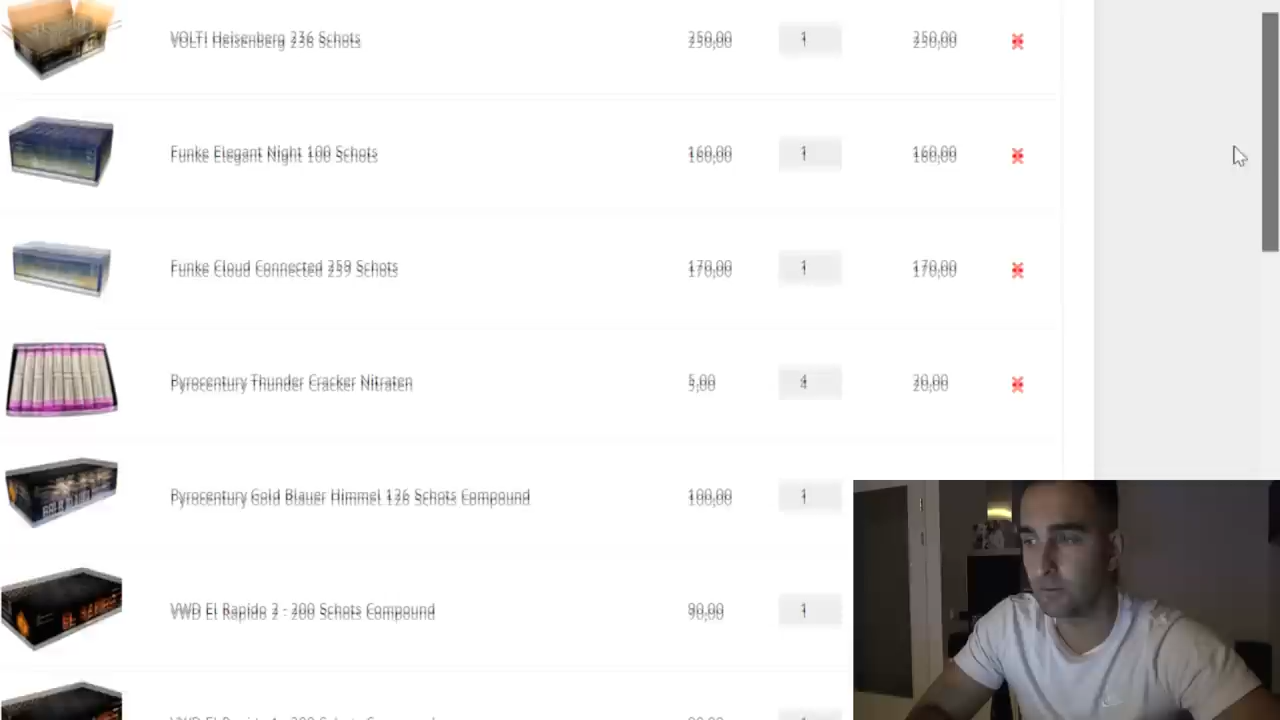 VOLT! Heisenberg 236 Schots 250,00 1 250,00
Funke Elegant Night 100 Schots 160,00 1 160,00
Funke Cloud Connected 259 Schots 170,00 1 170,00
Pyrocentury Thunder Cracker Nitraten 5,00 4 20,00
Pyrocentury Gold Blauer Himmel 126 Schots Compound 100,00 1
VWD El Rapido 2 - 200 Schots Compound 90,00 1